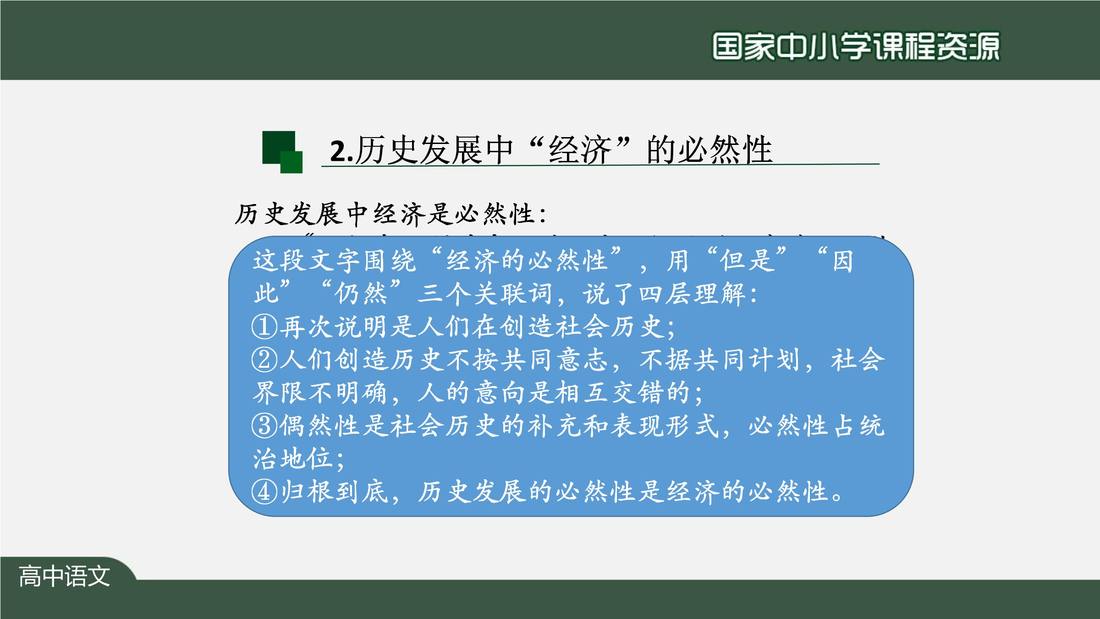 国家中小学课程资源
2.历史发展中“经济”的必然性
历史发展中经济是必然性：
这段文字围绕“经济的必然性”，用“但是”“因
此”“仍然”三个关联词，说了四层理解：
①再次说明是人们在创造社会历史；
②人们创造历史不按共同意志，不据共同计划，社会
界限不明确，人的意向是相互交错的；
③偶然性是社会历史的补充和表现形式，必然性占统
治地位；
④归根到底，历史发展的必然性是经济的必然性。
高中语文